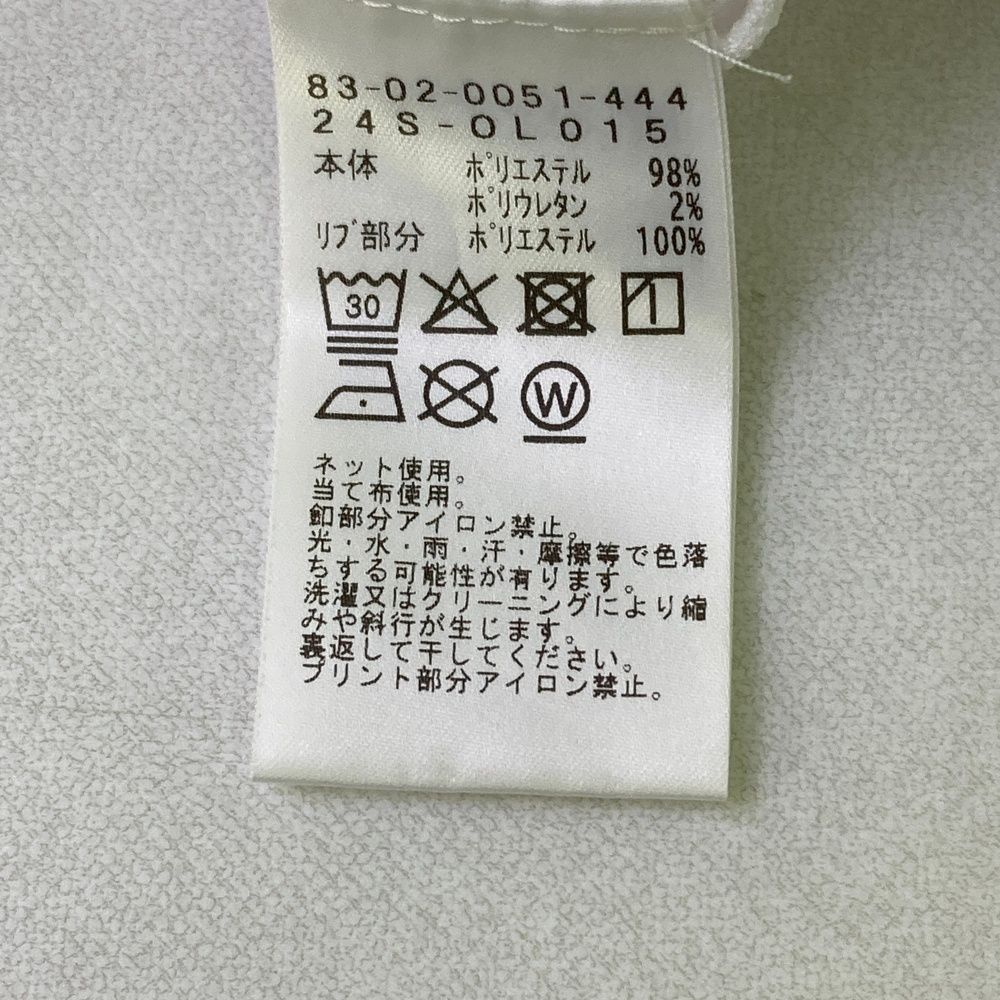 83-02-0051-444
24S-OL015
本体 ポリエステル 98%
ポリウレタン 2%
リブ部分 ポリエステル 100%
30
W
ネット使用。
当て布使用。
釦部分アイロン禁止。
光・水・雨・汗・摩擦等で色落
ちする可能性が有ります。
洗濯又はクリーニングにより縮
みや斜行が生じます。
裏返して干してください。
プリント部分アイロン禁止。